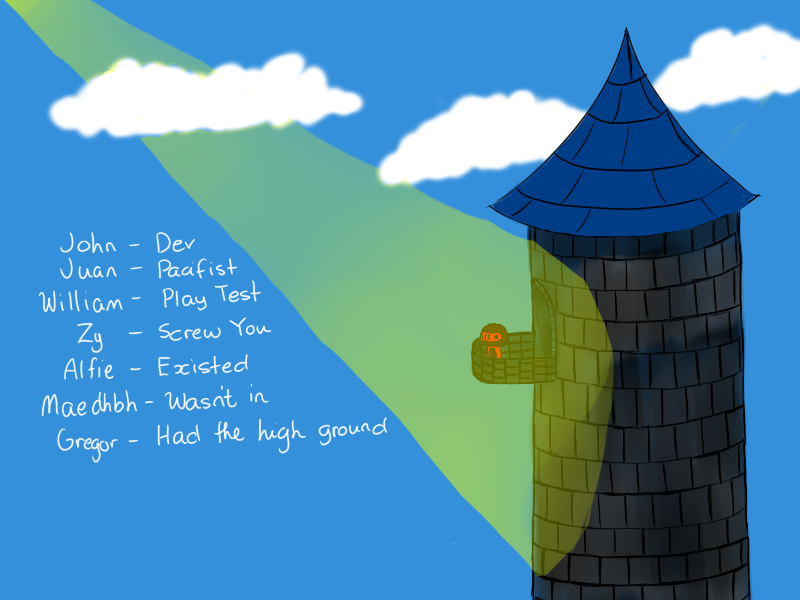 John - Dev
Juan - Pacifist
William - Play Test
Zy - Screw You
Alfie - Existed
Maedhbh - Wasn't in
Gregor - Had the high ground